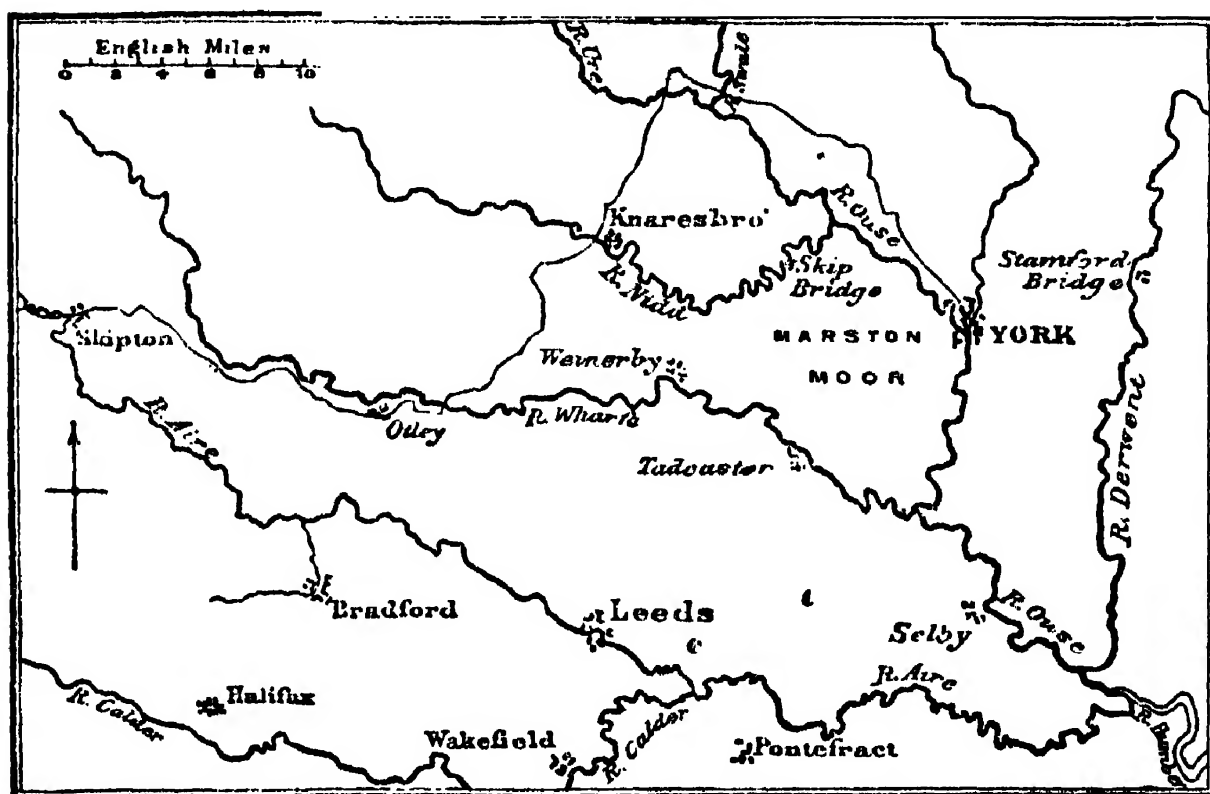 English Miles
0 2 4 6 8 10
R. Ure
R. Swale
Knaresbro'
R. Ouse
Skip
Bridge
R. Nidd
Stamford
Bridge
MARSTON
MOOR
YORK
Skipton
R. Aire
Otley
R. Wharfe
Tadcaster
R. Derwent
Bradford
Leeds
Selby
R. Ouse
R. Aire
Halifax
R. Calder
Wakefield
R. Calder
Pontefract
R. Humber